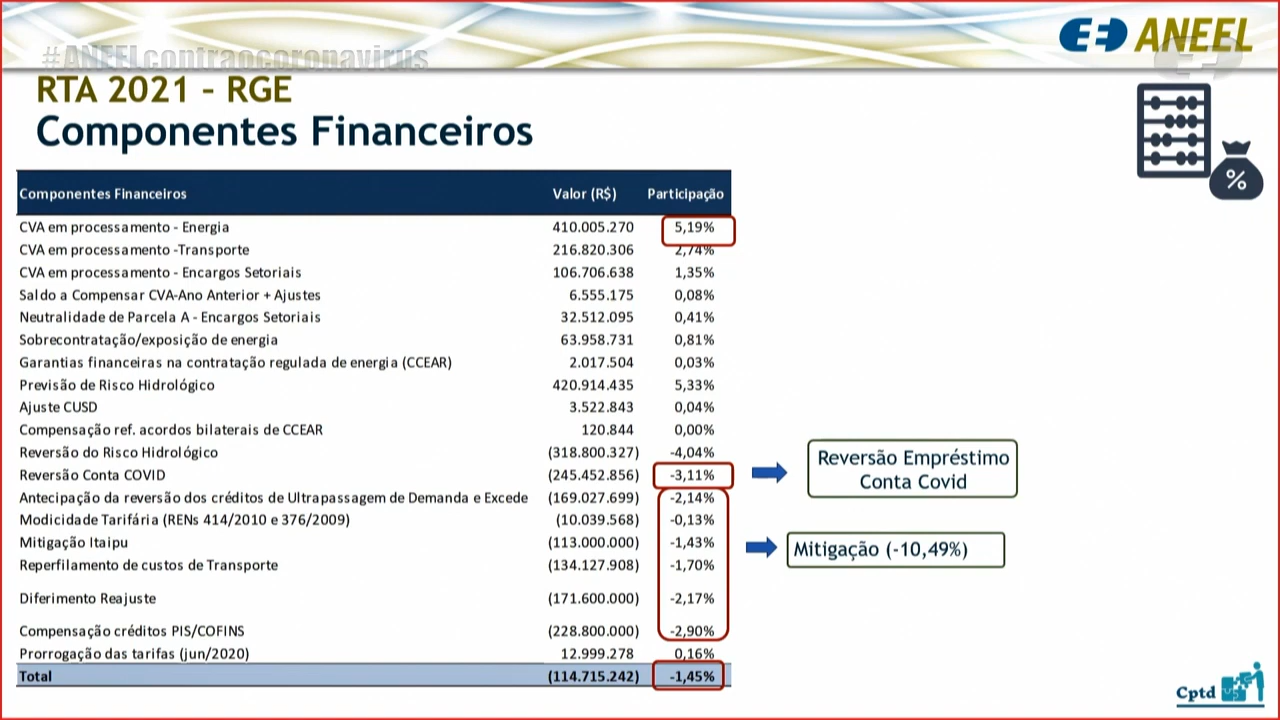 #ANEELcontraocoronavirus
ANEEL
RTA 2021 – RGE
Componentes Financeiros
%
Componentes Financeiros Valor (R$) Participação
CVA em processamento - Energia 410.005.270 5,19%
CVA em processamento -Transporte 216.820.306 2,74%
CVA em processamento - Encargos Setoriais 106.706.638 1,35%
Saldo a Compensar CVA-Ano Anterior + Ajustes 6.555.175 0,08%
Neutralidade de Parcela A - Encargos Setoriais 32.512.095 0,41%
Sobrecontratação/exposição de energia 63.958.731 0,81%
Garantias financeiras na contratação regulada de energia (CCEAR) 2.017.504 0,03%
Previsão de Risco Hidrológico 420.914.435 5,33%
Ajuste CUSD 3.522.843 0,04%
Compensação ref. acordos bilaterais de CCEAR 120.844 0,00%
Reversão do Risco Hidrológico (318.800.327) -4,04%
Reversão Conta COVID (245.452.856) -3,11%
Antecipação da reversão dos créditos de Ultrapassagem de Demanda e Excede (169.027.699) -2,14%
Modicidade Tarifária (RENs 414/2010 e 376/2009) (10.039.568) -0,13%
Mitigação Itaipu (113.000.000) -1,43%
Reperfilamento de custos de Transporte (134.127.908) -1,70%
Diferimento Reajuste (171.600.000) -2,17%
Compensação créditos PIS/COFINS (228.800.000) -2,90%
Prorrogação das tarifas (jun/2020) 12.999.278 0,16%
Total (114.715.242) -1,45%
Reversão Empréstimo
Conta Covid
Mitigação (-10,49%)
Cptd